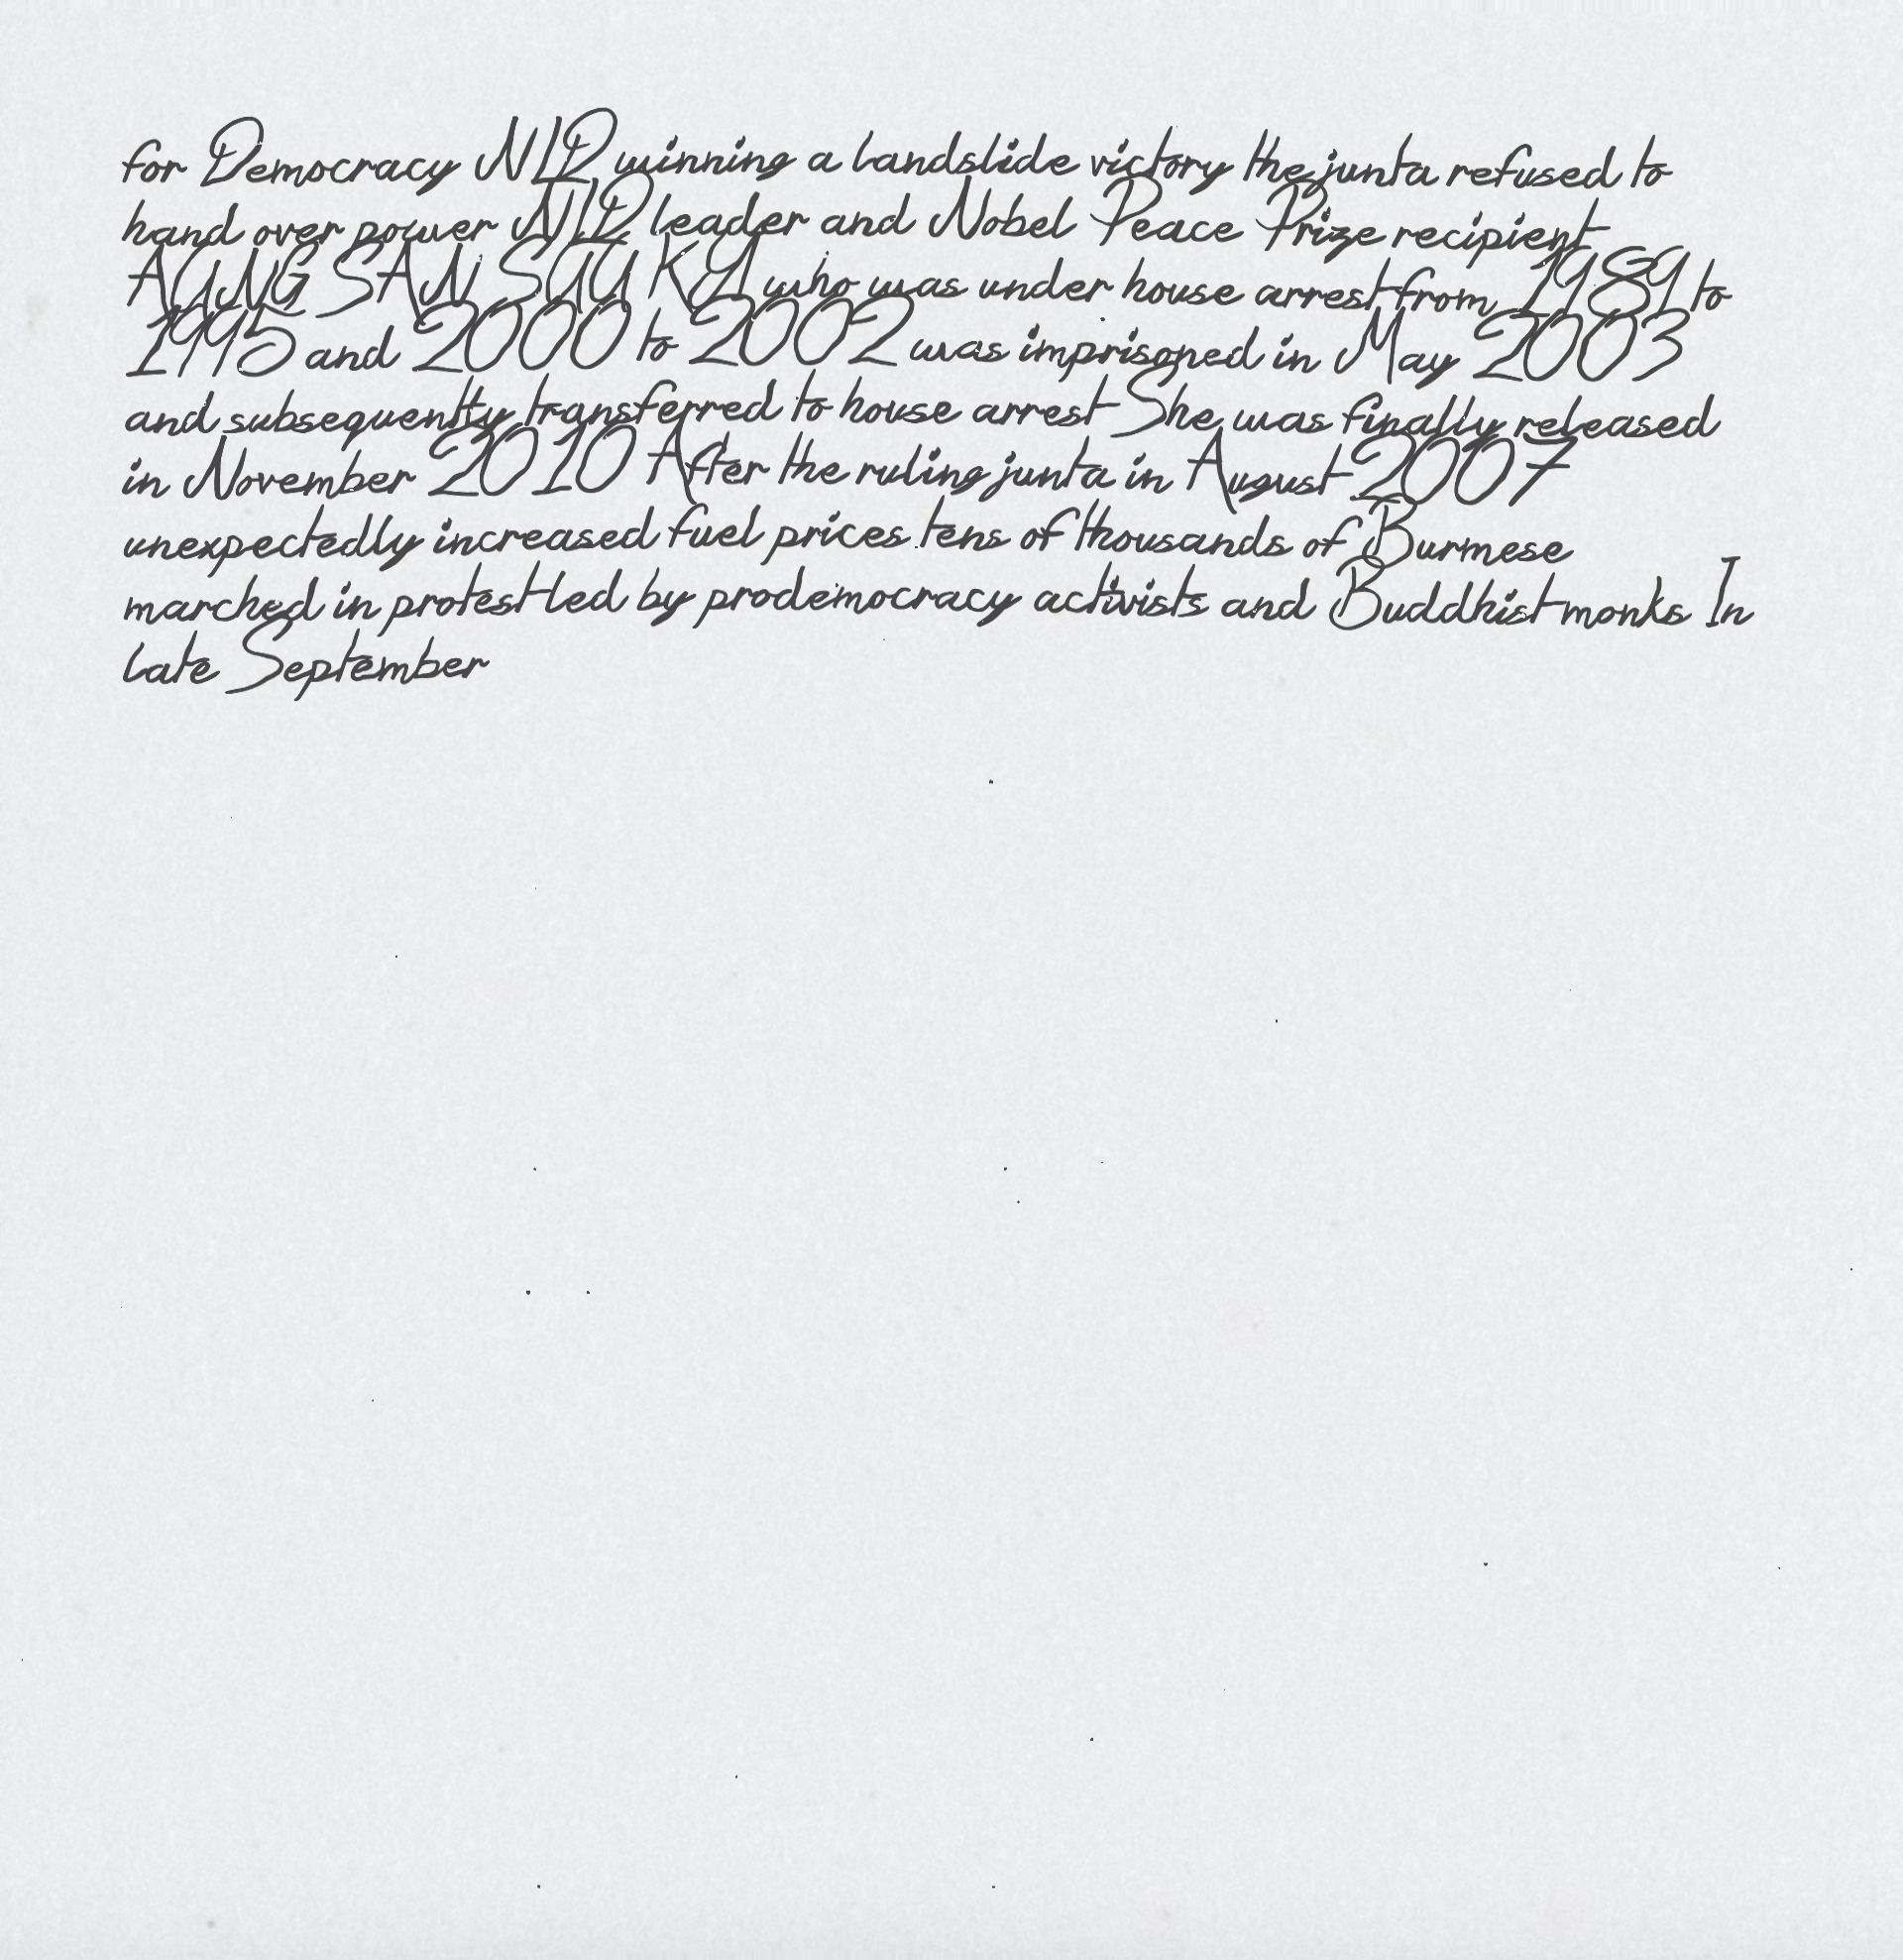 for Democracy NLD winning a landslide victory the junta refused to
hand over power NLD leader and Nobel Peace Prize recipient
AUNG SAN SUU KYI who was under house arrest from 1989 to
1995 and 2000 to 2002 was imprisoned in May 2003
and subsequently transferred to house arrest She was finally released
in November 2010 After the ruling junta in August 2007
unexpectedly increased fuel prices tens of thousands of Burmese
marched in protest led by prodemocracy activists and Buddhist monks In
late September